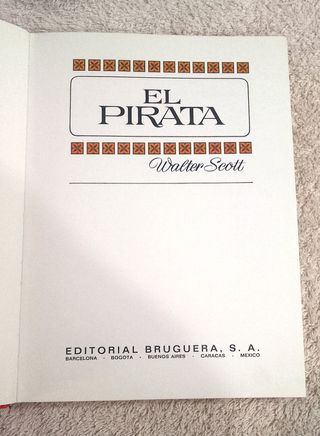 EL
PIRATA
Walter Scott
EDITORIAL BRUGUERA, S. A.
BARCELONA - BOGOTA - BUENOS AIRES - CARACAS - MEXICO